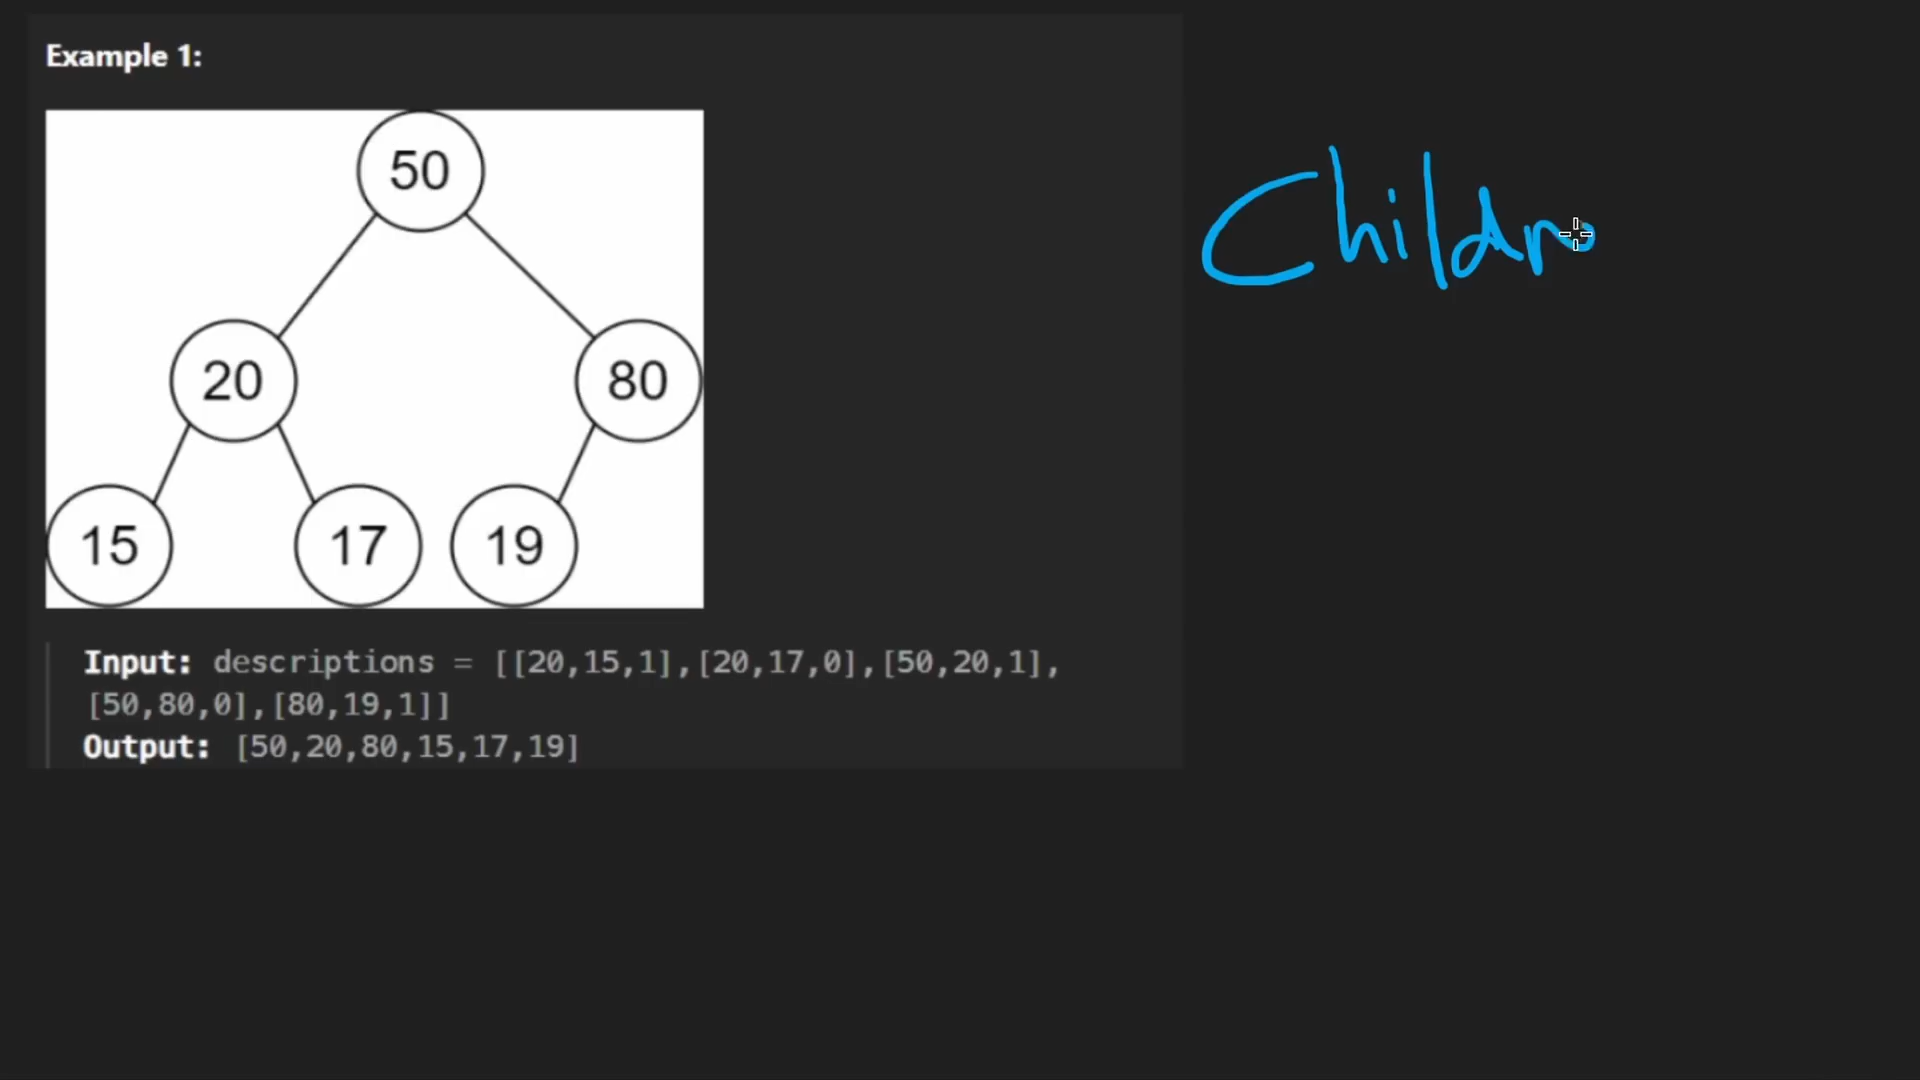 Example 1:
50
20
80
15
17
19
Input: descriptions = [[20,15,1],[20,17,0],[50,20,1],
[50,80,0],[80,19,1]]
Output: [50,20,80,15,17,19]
Childre